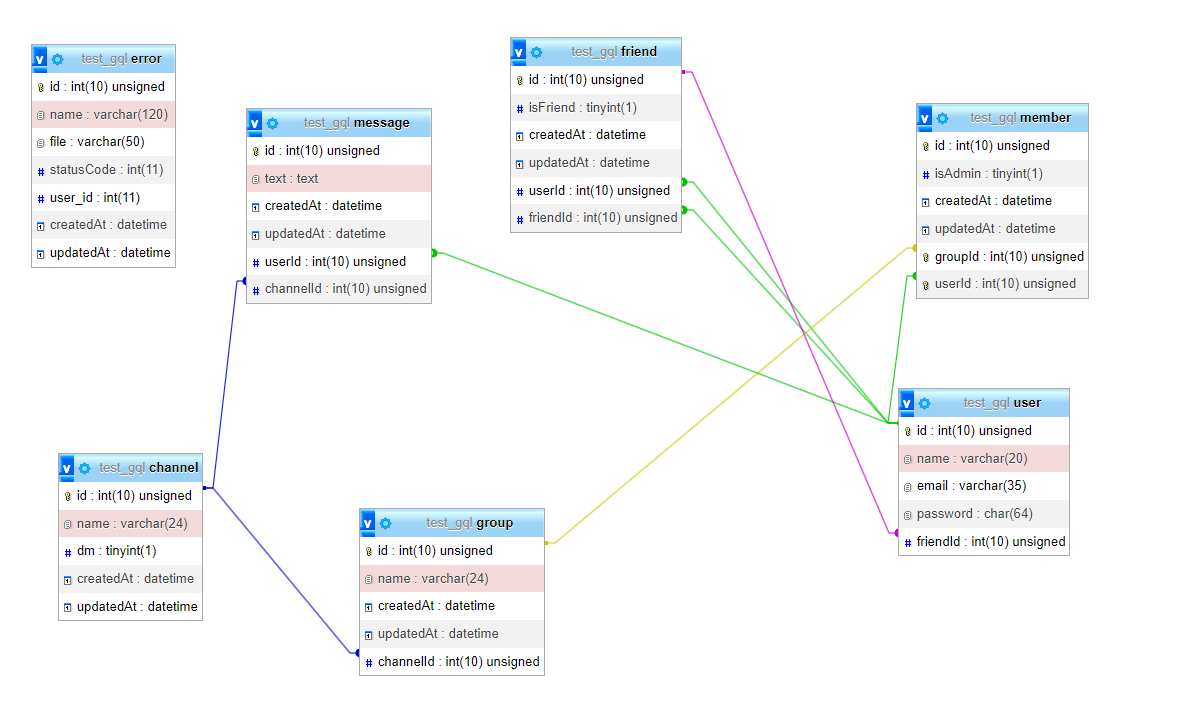 test_gql error
id : int(10) unsigned
name : varchar(120)
file : varchar(50)
statusCode : int(11)
user_id : int(11)
createdAt : datetime
updatedAt : datetime
v test_gql message
id : int(10) unsigned
text : text
createdAt : datetime
updatedAt : datetime
userId : int(10) unsigned
channelId : int(10) unsigned
v test_gql friend
id : int(10) unsigned
isFriend : tinyint(1)
createdAt : datetime
updatedAt : datetime
userId : int(10) unsigned
friendId : int(10) unsigned
v test_gql member
id : int(10) unsigned
isAdmin : tinyint(1)
createdAt : datetime
updatedAt : datetime
groupId : int(10) unsigned
userId : int(10) unsigned
v test_gql user
id : int(10) unsigned
name : varchar(20)
email : varchar(35)
password : char(64)
friendId : int(10) unsigned
v test_gql channel
id : int(10) unsigned
name : varchar(24)
dm : tinyint(1)
createdAt : datetime
updatedAt : datetime
v test_gql group
id : int(10) unsigned
name : varchar(24)
createdAt : datetime
updatedAt : datetime
channelId : int(10) unsigned